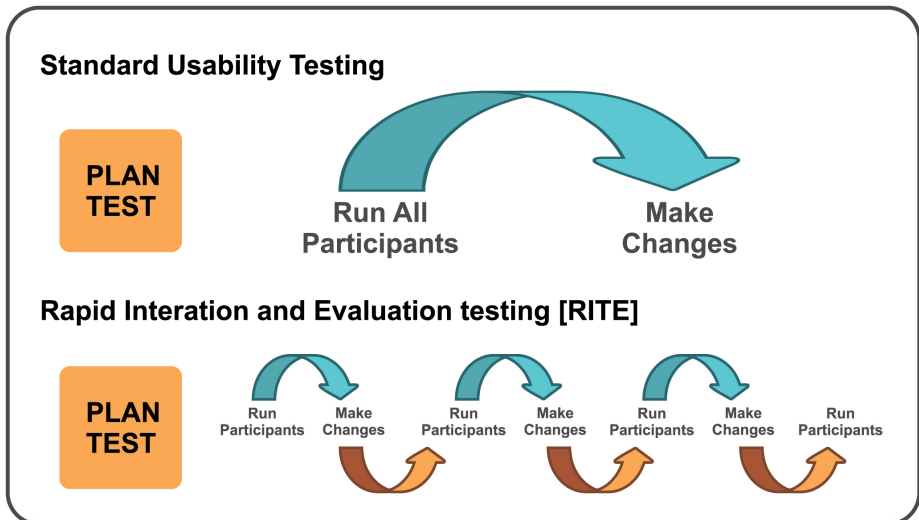 Standard Usability Testing
PLAN
TEST
Run All
Participants
Make
Changes
Rapid Interation and Evaluation testing [RITE]
PLAN
TEST
Run
Participants
Make
Changes
Run
Participants
Make
Changes
Run
Participants
Make
Changes
Run
Participants